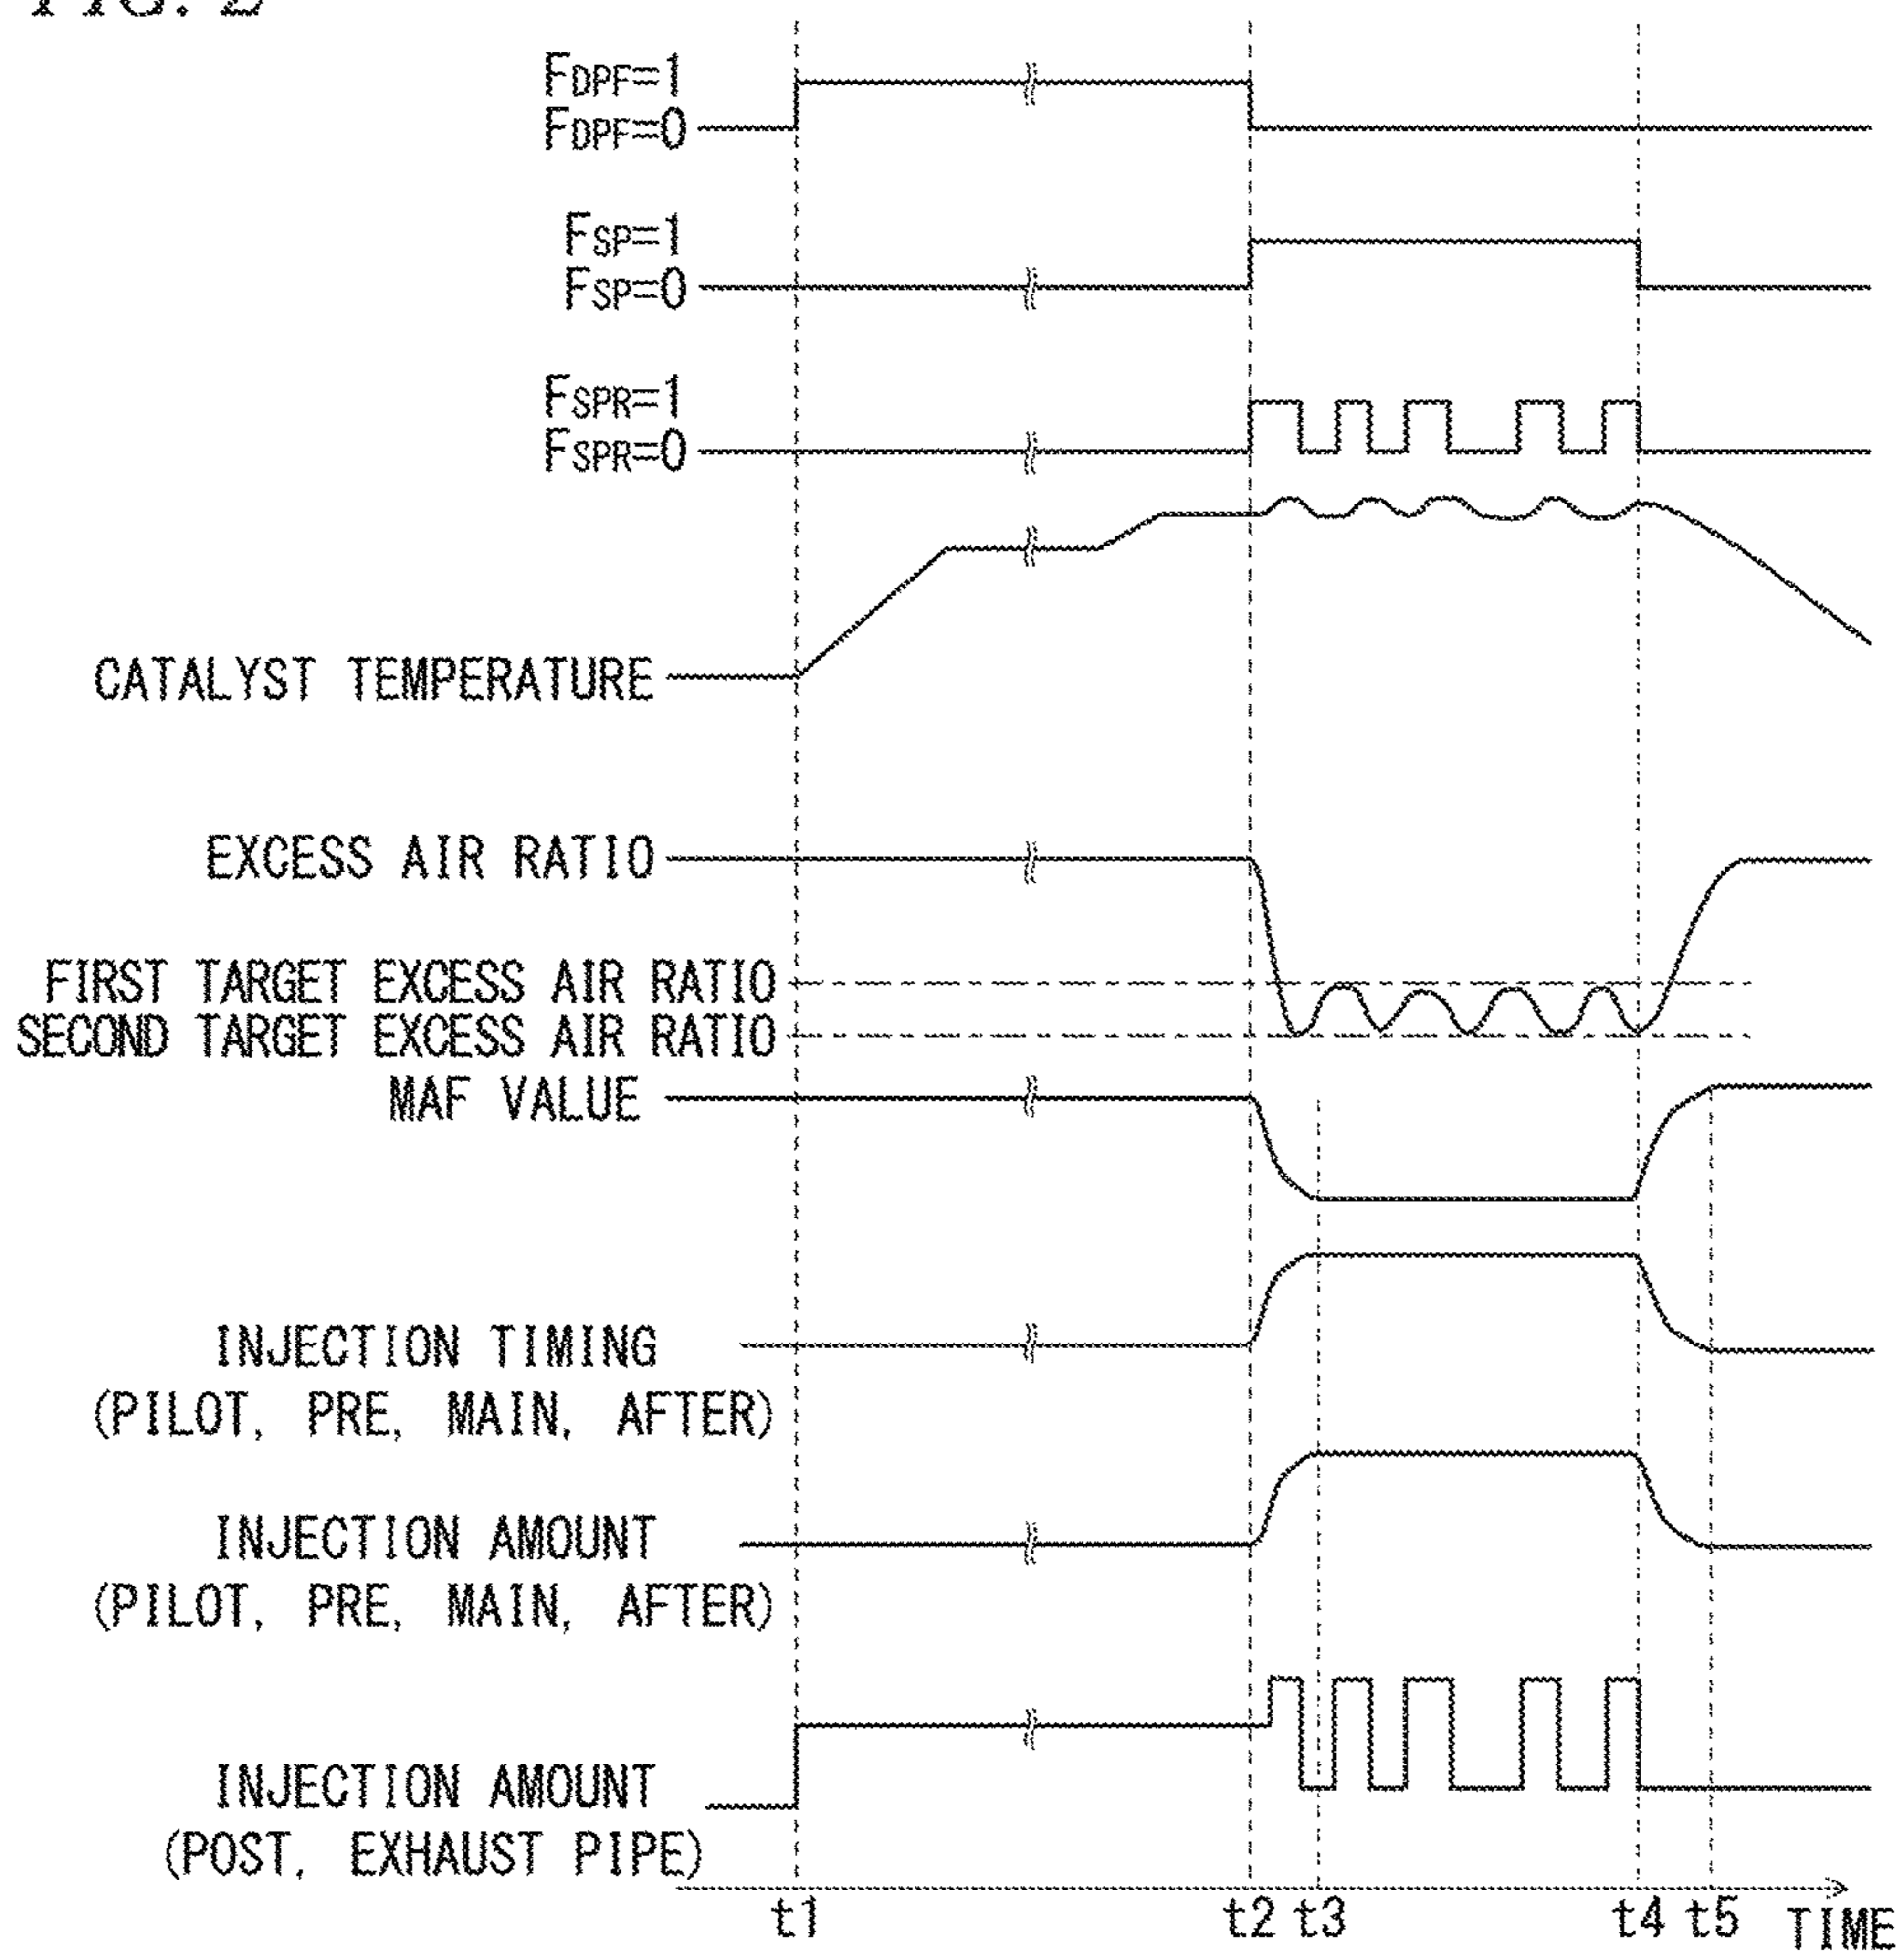 FIG. 2
FDPF=1
FDPF=0
FSP=1
FSP=0
FSPR=1
FSPR=0
CATALYST TEMPERATURE
EXCESS AIR RATIO
FIRST TARGET EXCESS AIR RATIO
SECOND TARGET EXCESS AIR RATIO
MAF VALUE
INJECTION TIMING
(PILOT, PRE, MAIN, AFTER)
INJECTION AMOUNT
(PILOT, PRE, MAIN, AFTER)
INJECTION AMOUNT
(POST, EXHAUST PIPE)
t1 t2 t3 t4 t5 TIME